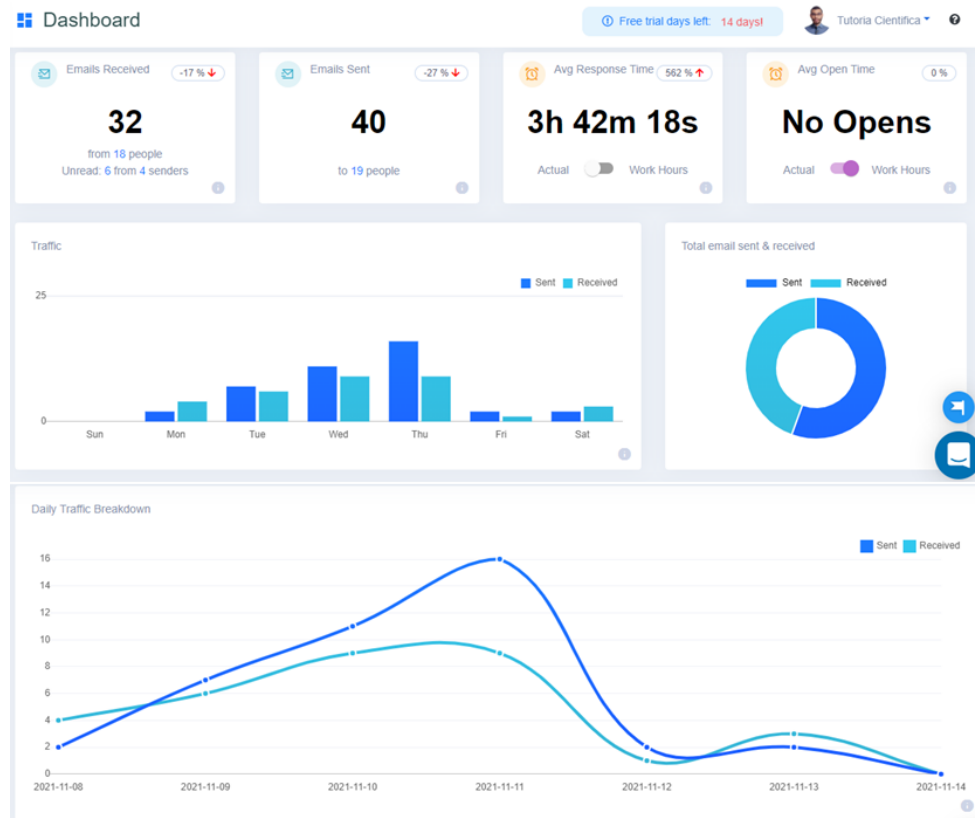 Dashboard
Free trial days left: 14 days!
Tutoria Cientifica
Emails Received
-17 %
32
from 18 people
Unread: 6 from 4 senders
Emails Sent
-27 %
40
to 19 people
Avg Response Time
562 %
3h 42m 18s
Actual Work Hours
Avg Open Time
0 %
No Opens
Actual Work Hours
Traffic
Sent Received
25
0
Sun Mon Tue Wed Thu Fri Sat
Total email sent & received
Sent Received
Daily Traffic Breakdown
Sent Received
16
14
12
10
8
6
4
2
0
2021-11-08 2021-11-09 2021-11-10 2021-11-11 2021-11-12 2021-11-13 2021-11-14